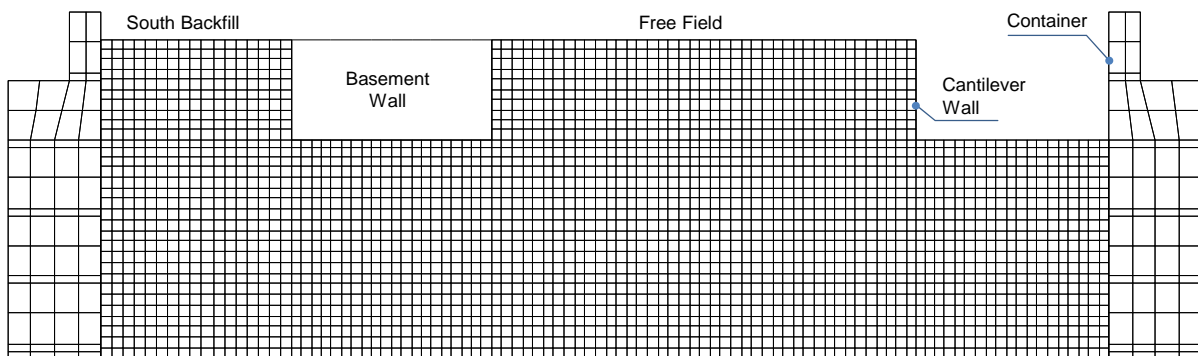 South Backfill
Free Field
Container
Basement
Wall
Cantilever
Wall